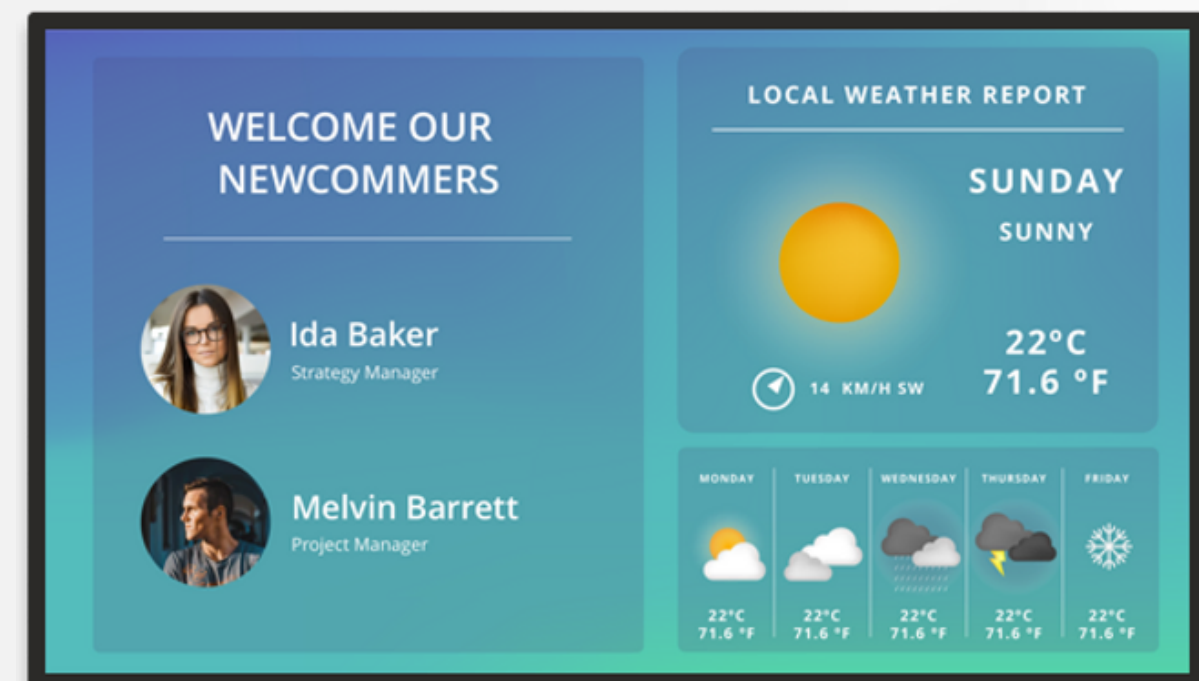 WELCOME OUR
NEWCOMMERS
Ida Baker
Strategy Manager
Melvin Barrett
Project Manager
LOCAL WEATHER REPORT
SUNDAY
SUNNY
22°C
71.6 °F
14 KM/H SW
MONDAY
22°C
71.6 °F
TUESDAY
22°C
71.6 °F
WEDNESDAY
22°C
71.6 °F
THURSDAY
22°C
71.6 °F
FRIDAY
22°C
71.6 °F